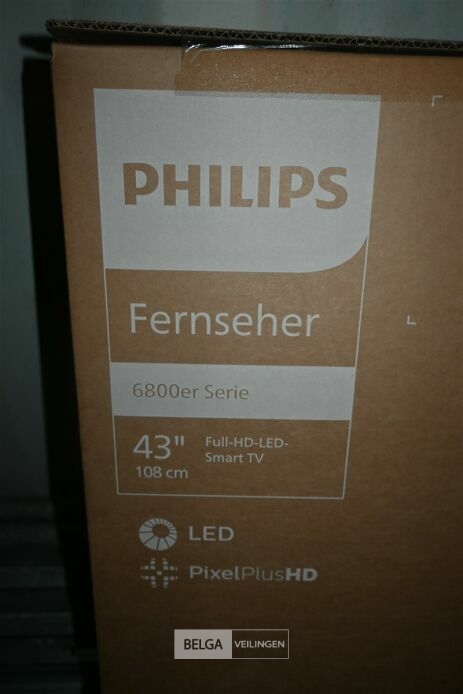 PHILIPS
Fernseher
6800er Serie
43"
108 cm
Full-HD-LED-
Smart TV
LED
PixelPlusHD
BELGA VEILINGEN